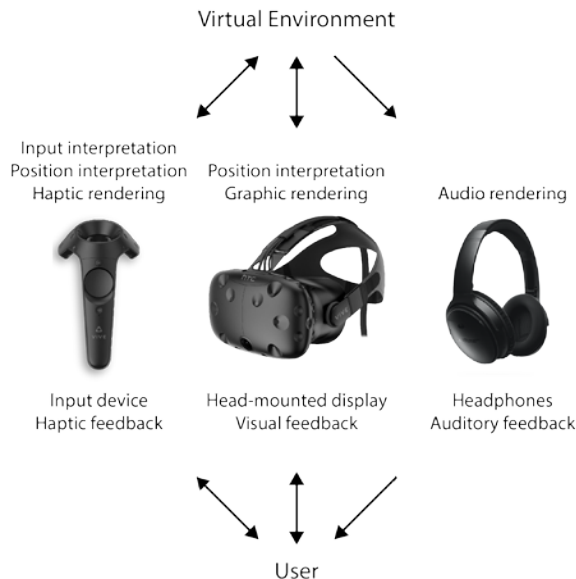 Virtual Environment
Input interpretation
Position interpretation
Haptic rendering
Position interpretation
Graphic rendering
Audio rendering
Input device
Haptic feedback
Head-mounted display
Visual feedback
Headphones
Auditory feedback
User